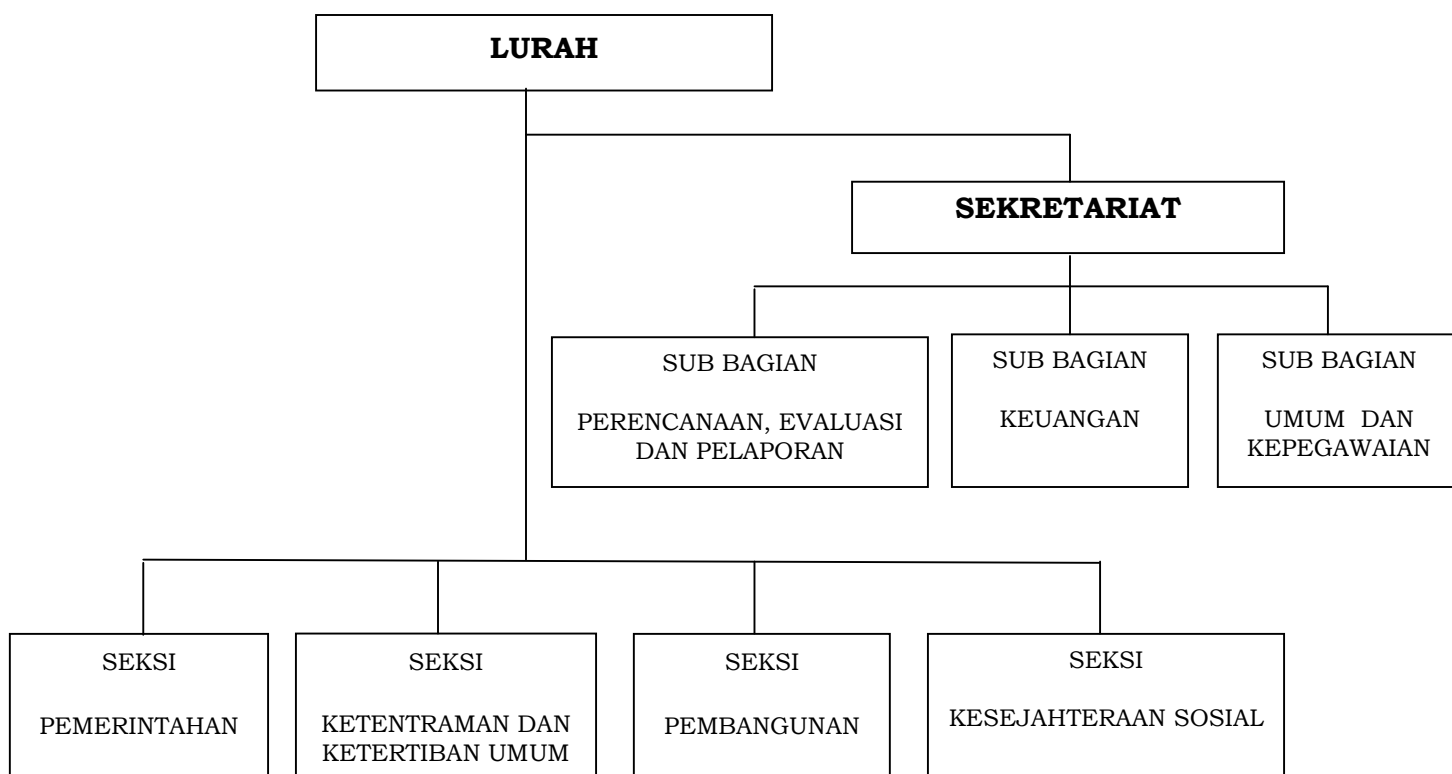 LURAH
SEKRETARIAT
SUB BAGIAN
PERENCANAAN, EVALUASI
DAN PELAPORAN
SUB BAGIAN
KEUANGAN
SUB BAGIAN
UMUM DAN
KEPEGAWAIAN
SEKSI
PEMERINTAHAN
SEKSI
KETENTRAMAN DAN
KETERTIBAN UMUM
SEKSI
PEMBANGUNAN
SEKSI
KESEJAHTERAAN SOSIAL